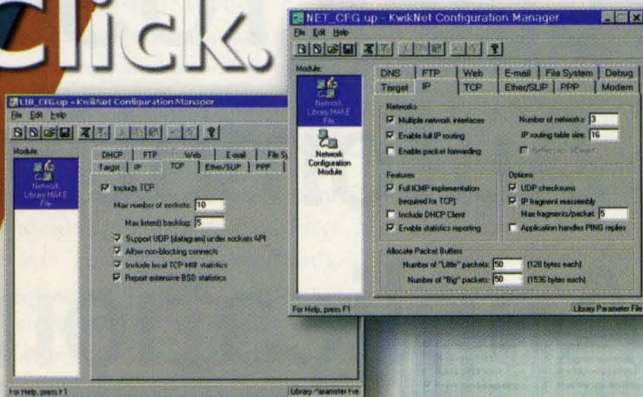 Click.
NET_CFG.up - KwikNet Configuration Manager
File Edit Help
Module:
Network
Library MAKE
File
Network
Configuration
Module
DNS FTP Web E-mail File System Debug
Target IP TCP Ether/SLIP PPP Modem
Networks
Multiple network interfaces
Number of networks: 3
Enable full IP routing
IP routing table size: 16
Enable packet forwarding
Features
Full ICMP implementation
(required for TCP)
Include DHCP Client
Enable statistics reporting
Options
UDP checksums
IP fragment reassembly
Max fragments/packet: 5
Application handles PING replies
Allocate Packet Buffers
Number of "Little" packets: 50 (128 bytes each)
Number of "Big" packets: 50 (1536 bytes each)
For Help, press F1
Library Parameter File
LIB_CFG.up - KwikNet Configuration Manager
File Edit Help
Module:
Network
Library MAKE
File
DHCP FTP Web E-mail File Sy
Target IP TCP Ether/SLIP PPP
Include TCP
Max number of sockets: 10
Max listen() backlog: 5
Support UDP (datagram) under sockets API
Allow non-blocking connects
Include local TCP MIB statistics
Report extensive BSD statistics
For Help, press F1
Library Parameter File